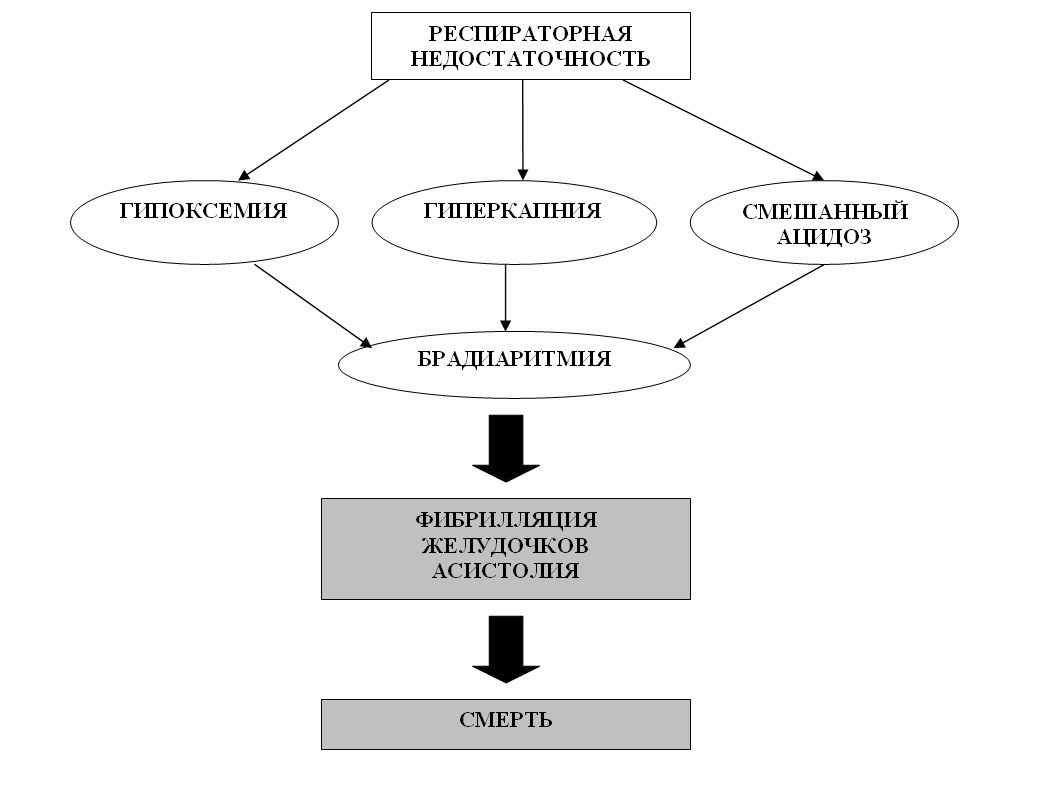 РЕСПИРАТОРНАЯ
НЕДОСТАТОЧНОСТЬ
ГИПОКСЕМИЯ
ГИПЕРКАПНИЯ
СМЕШАННЫЙ
АЦИДОЗ
БРАДИАРИТМИЯ
ФИБРИЛЛЯЦИЯ
ЖЕЛУДОЧКОВ
АСИСТОЛИЯ
СМЕРТЬ